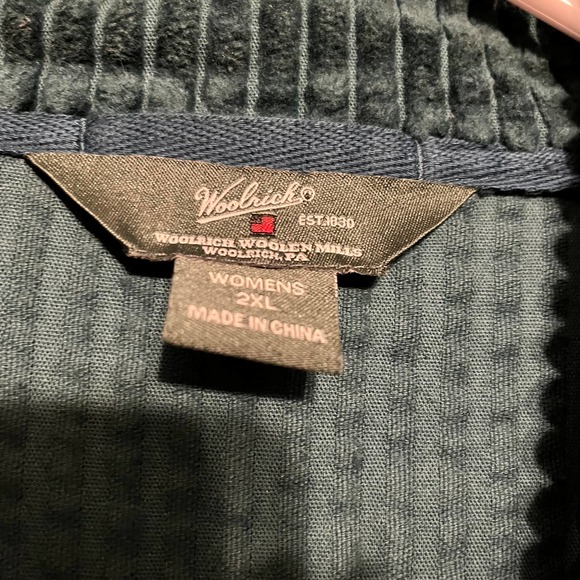 Woolrich®
EST.1830
WOOLRICH WOOLEN MILLS
WOOLRICH, PA
WOMENS
2XL
MADE IN CHINA